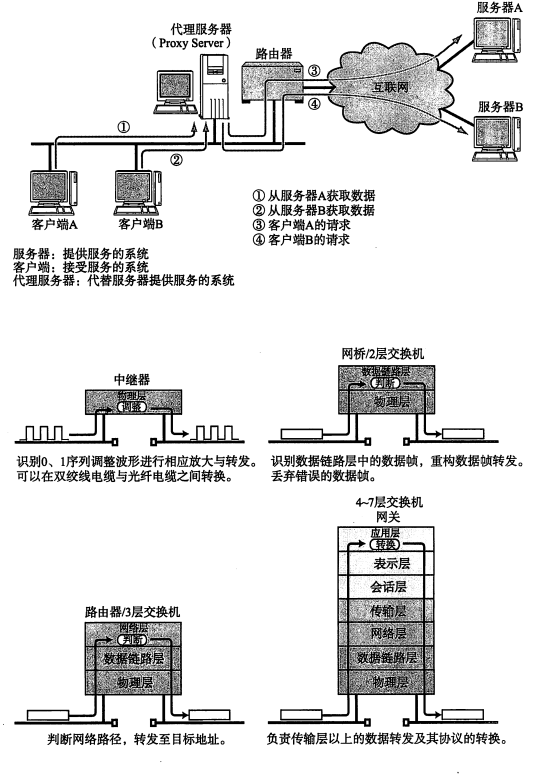 服务器A
代理服务器
（Proxy Server）
路由器
③
④
互联网
服务器B
①
②
客户端A
客户端B
① 从服务器A获取数据
② 从服务器B获取数据
③ 客户端A的请求
④ 客户端B的请求
服务器：提供服务的系统
客户端：接受服务的系统
代理服务器：代替服务器提供服务的系统
中继器
物理层
调整
识别0、1序列调整波形进行相应放大与转发。
可以在双绞线电缆与光纤电缆之间转换。
网桥/2层交换机
数据链路层
判断
物理层
识别数据链路层中的数据帧，重构数据帧转发。
丢弃错误的数据帧。
路由器/3层交换机
网络层
判断
数据链路层
物理层
判断网络路径，转发至目标地址。
4~7层交换机
网关
应用层
转换
表示层
会话层
传输层
网络层
数据链路层
物理层
负责传输层以上的数据转发及其协议的转换。